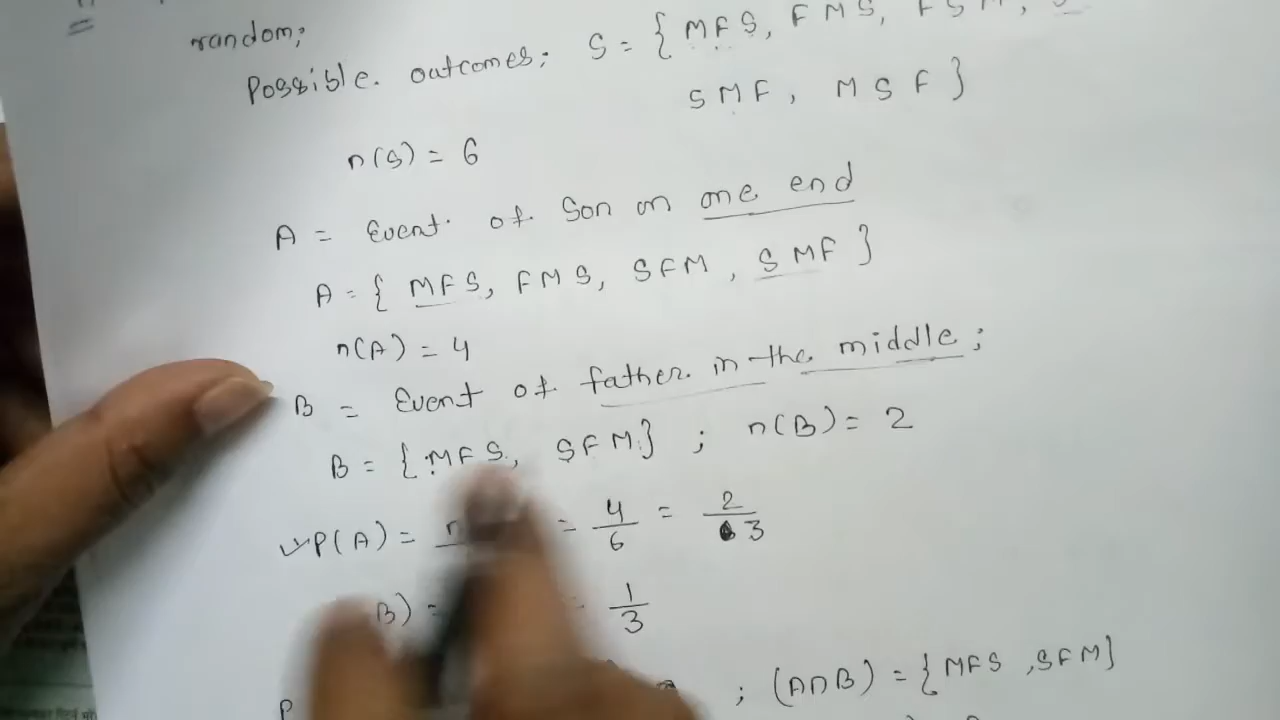 random;
Possible outcomes; S = { MFS, FMS,
SMF, MSF }
n(S) = 6
A = Event of Son on one end
A = { MFS, FMS, SFM, SMF }
n(A) = 4
B = Event of father in the middle;
B = { MFS, SFM } ; n(B) = 2
P(A) = = 4/6 = 2/3
B) = = 1/3
P ; (A∩B) = { MFS, SFM }